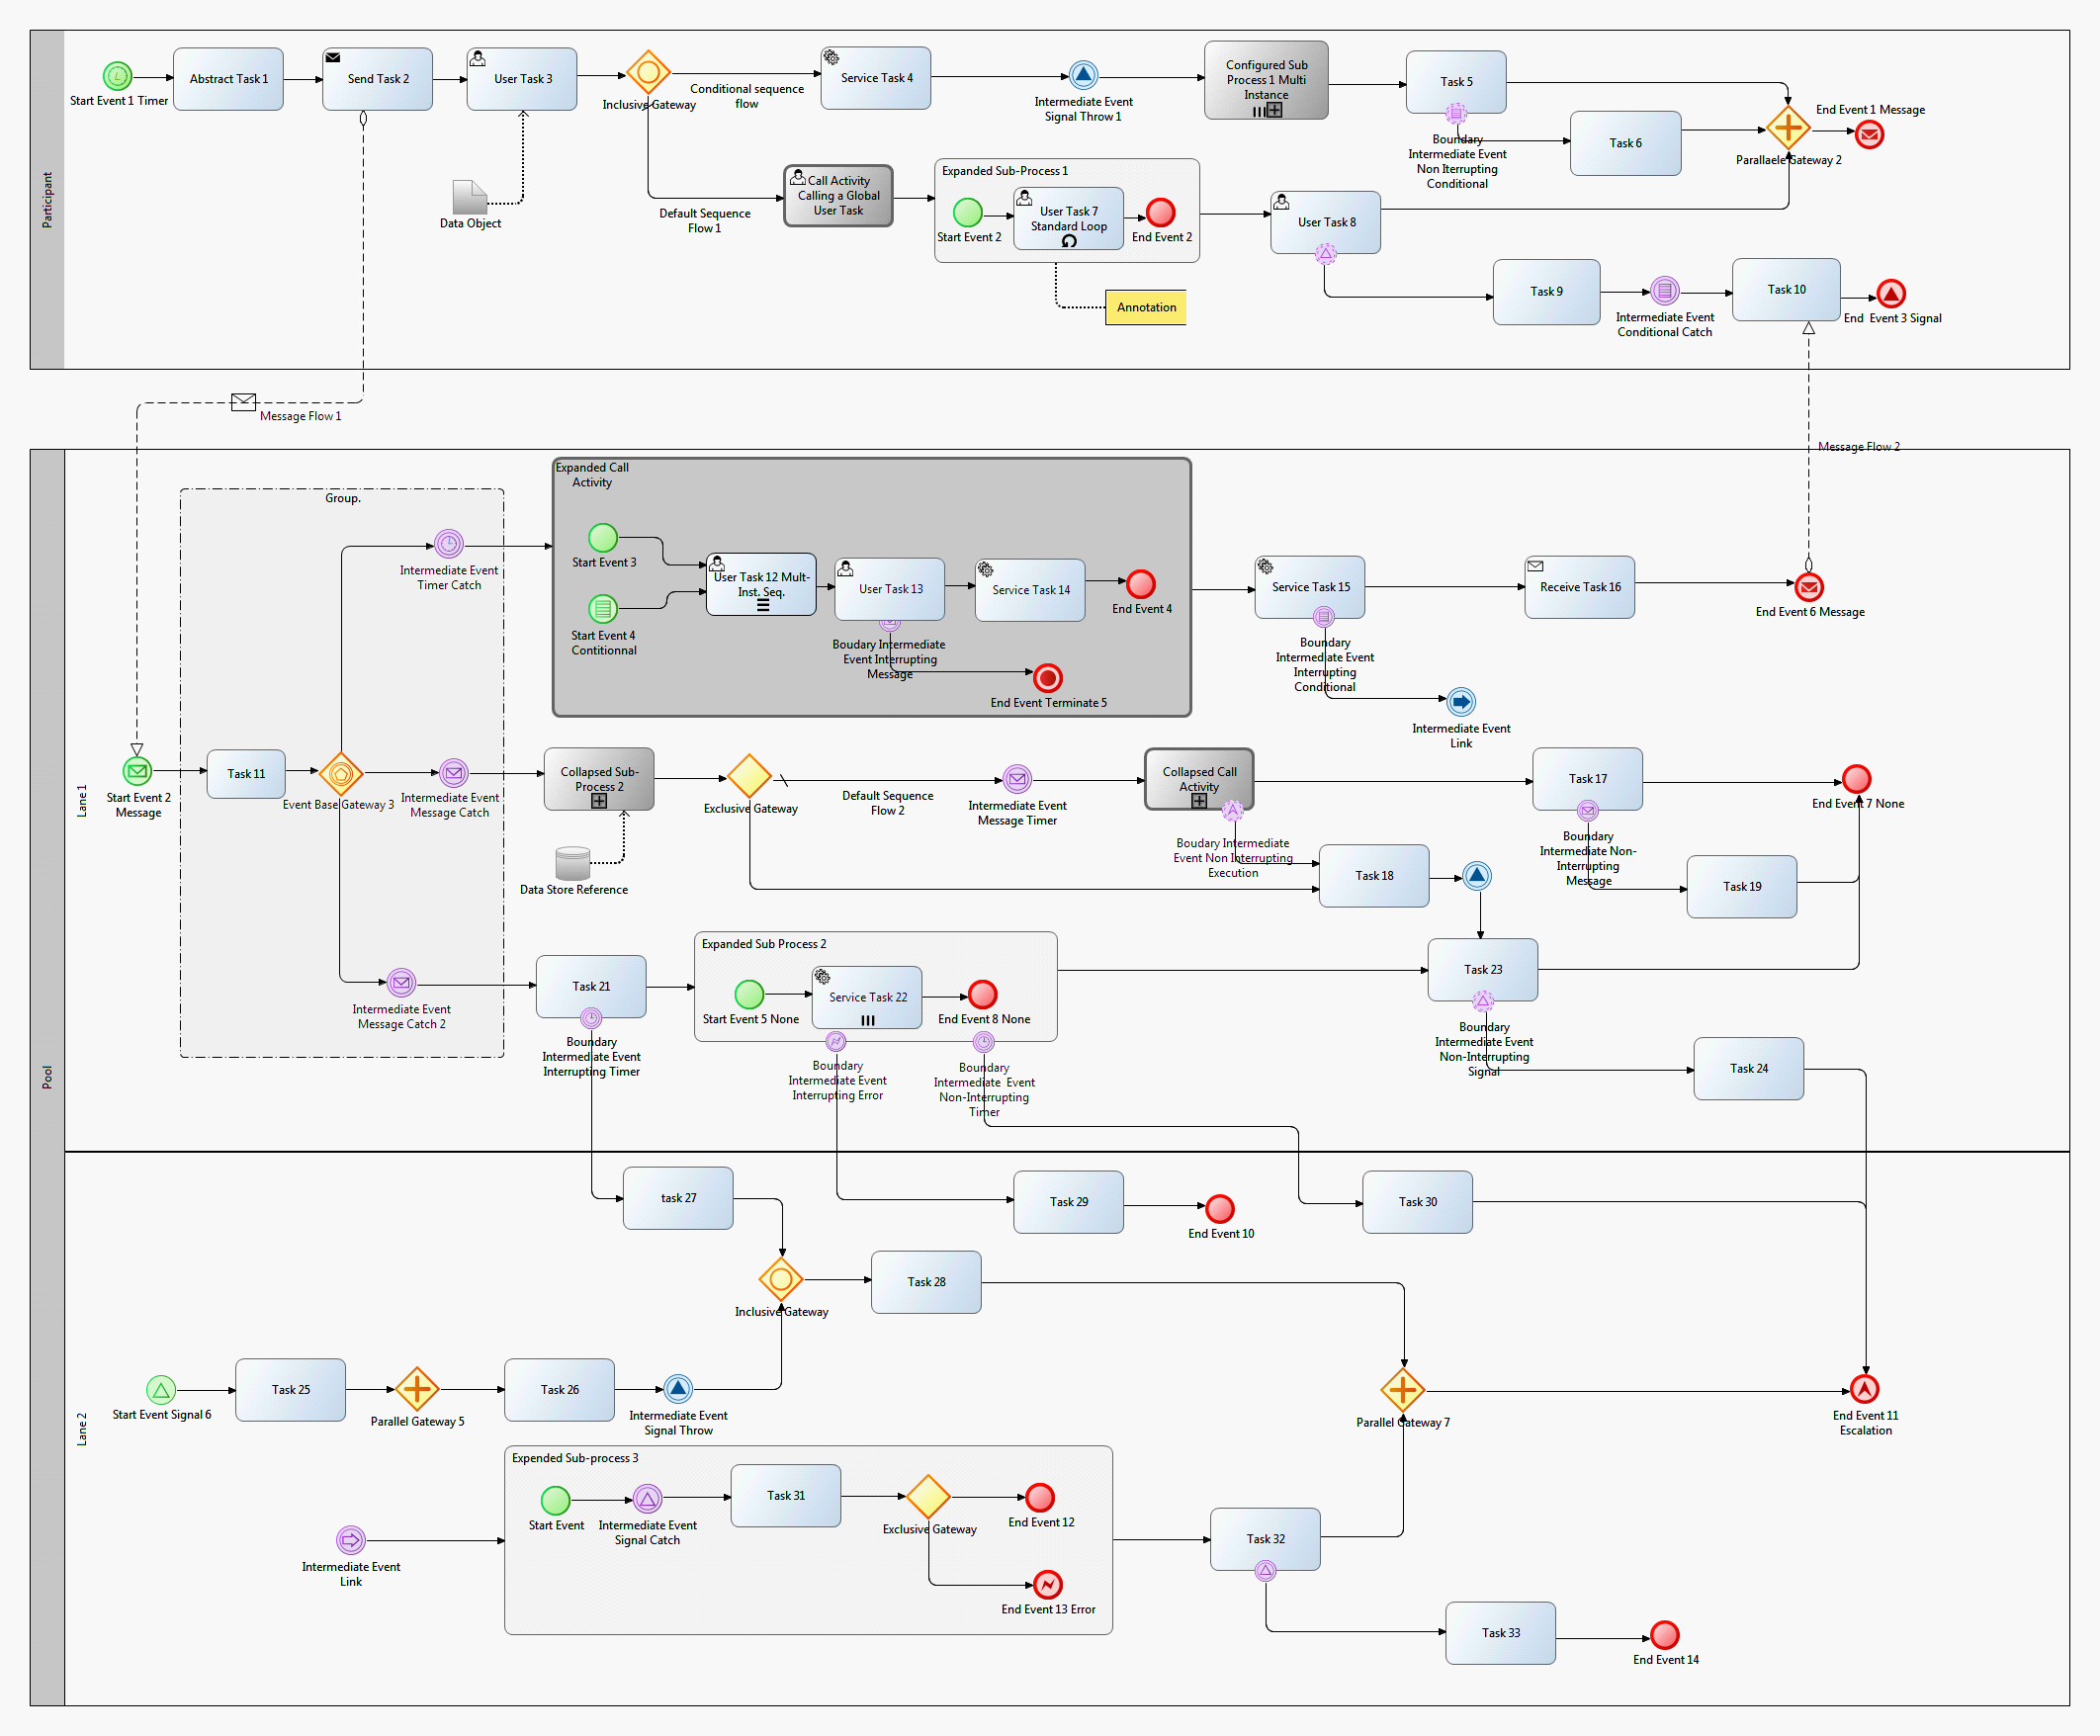 Participant
Start Event 1 Timer
Abstract Task 1
Send Task 2
User Task 3
Inclusive Gateway
Conditional sequence
flow
Service Task 4
Intermediate Event
Signal Throw 1
Configured Sub
Process 1 Multi
Instance
Task 5
Boundary
Intermediate Event
Non Iterrupting
Conditional
Task 6
End Event 1 Message
Parallaele Gateway 2
Data Object
Default Sequence
Flow 1
Call Activity
Calling a Global
User Task
Expanded Sub-Process 1
Start Event 2
User Task 7
Standard Loop
End Event 2
Annotation
User Task 8
Task 9
Intermediate Event
Conditional Catch
Task 10
End Event 3 Signal
Message Flow 1
Message Flow 2
Pool
Lane 1
Group.
Intermediate Event
Timer Catch
Expanded Call
Activity
Start Event 3
Start Event 4
Contitionnal
User Task 12 Mult-
Inst. Seq.
User Task 13
Boudary Intermediate
Event Interrupting
Message
Service Task 14
End Event 4
End Event Terminate 5
Service Task 15
Boundary
Intermediate Event
Interrupting
Conditional
Intermediate Event
Link
Receive Task 16
End Event 6 Message
Start Event 2
Message
Task 11
Event Base Gateway 3
Intermediate Event
Message Catch
Collapsed Sub-
Process 2
Data Store Reference
Exclusive Gateway
Default Sequence
Flow 2
Intermediate Event
Message Timer
Collapsed Call
Activity
Boudary Intermediate
Event Non Interrupting
Execution
Task 17
Boundary
Intermediate Non-
Interrupting
Message
End Event 7 None
Task 18
Task 19
Intermediate Event
Message Catch 2
Task 21
Boundary
Intermediate Event
Interrupting Timer
Expanded Sub Process 2
Start Event 5 None
Service Task 22
End Event 8 None
Boundary
Intermediate Event
Interrupting Error
Boundary
Intermediate Event
Non-Interrupting
Timer
Task 23
Boundary
Intermediate Event
Non-Interrupting
Signal
Task 24
Lane 2
task 27
Task 29
End Event 10
Task 30
Inclusive Gateway
Task 28
Start Event Signal 6
Task 25
Parallel Gateway 5
Task 26
Intermediate Event
Signal Throw
Parallel Gateway 7
End Event 11
Escalation
Expended Sub-process 3
Start Event
Intermediate Event
Signal Catch
Task 31
Exclusive Gateway
End Event 12
End Event 13 Error
Intermediate Event
Link
Task 32
Task 33
End Event 14